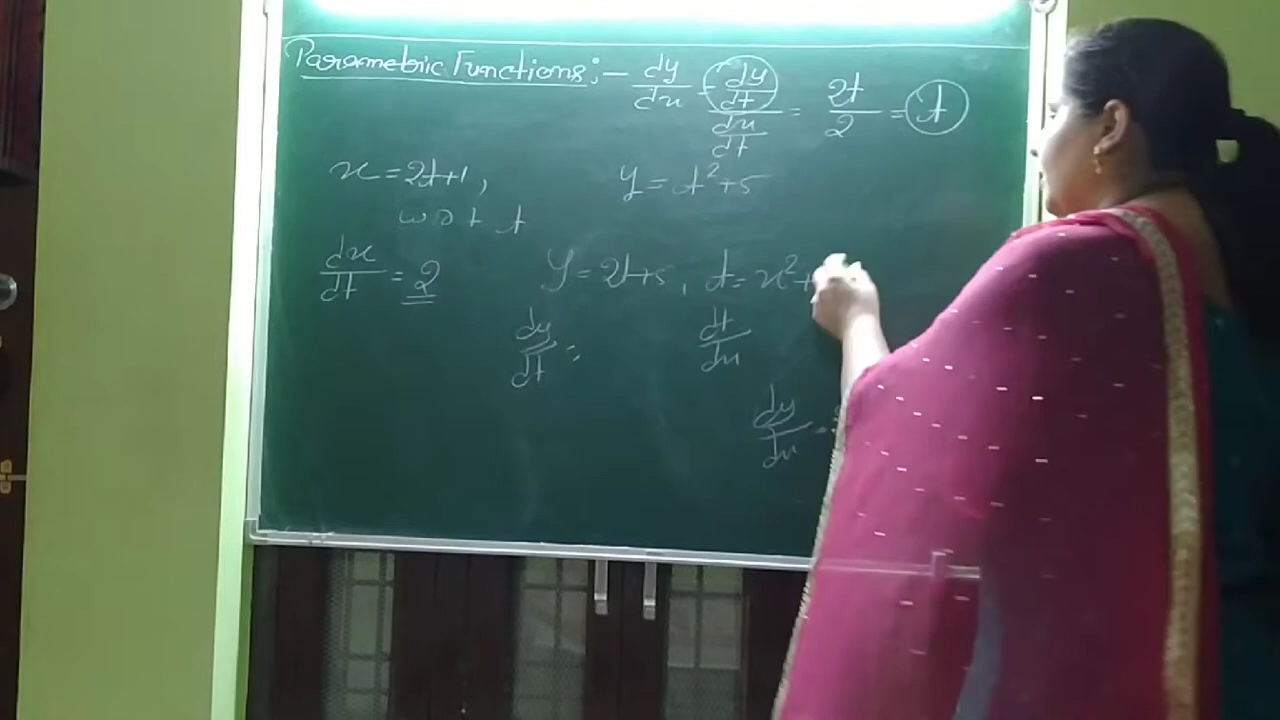 Parametric Functions :- dy/dx = (dy/dt)/(dx/dt) = 2t/2 = t
x = 2t+1, y = t²+5
w r t t
dx/dt = 2 y = 2t+5, t = x²+
dy/dt = dt/dx
dy/dx =